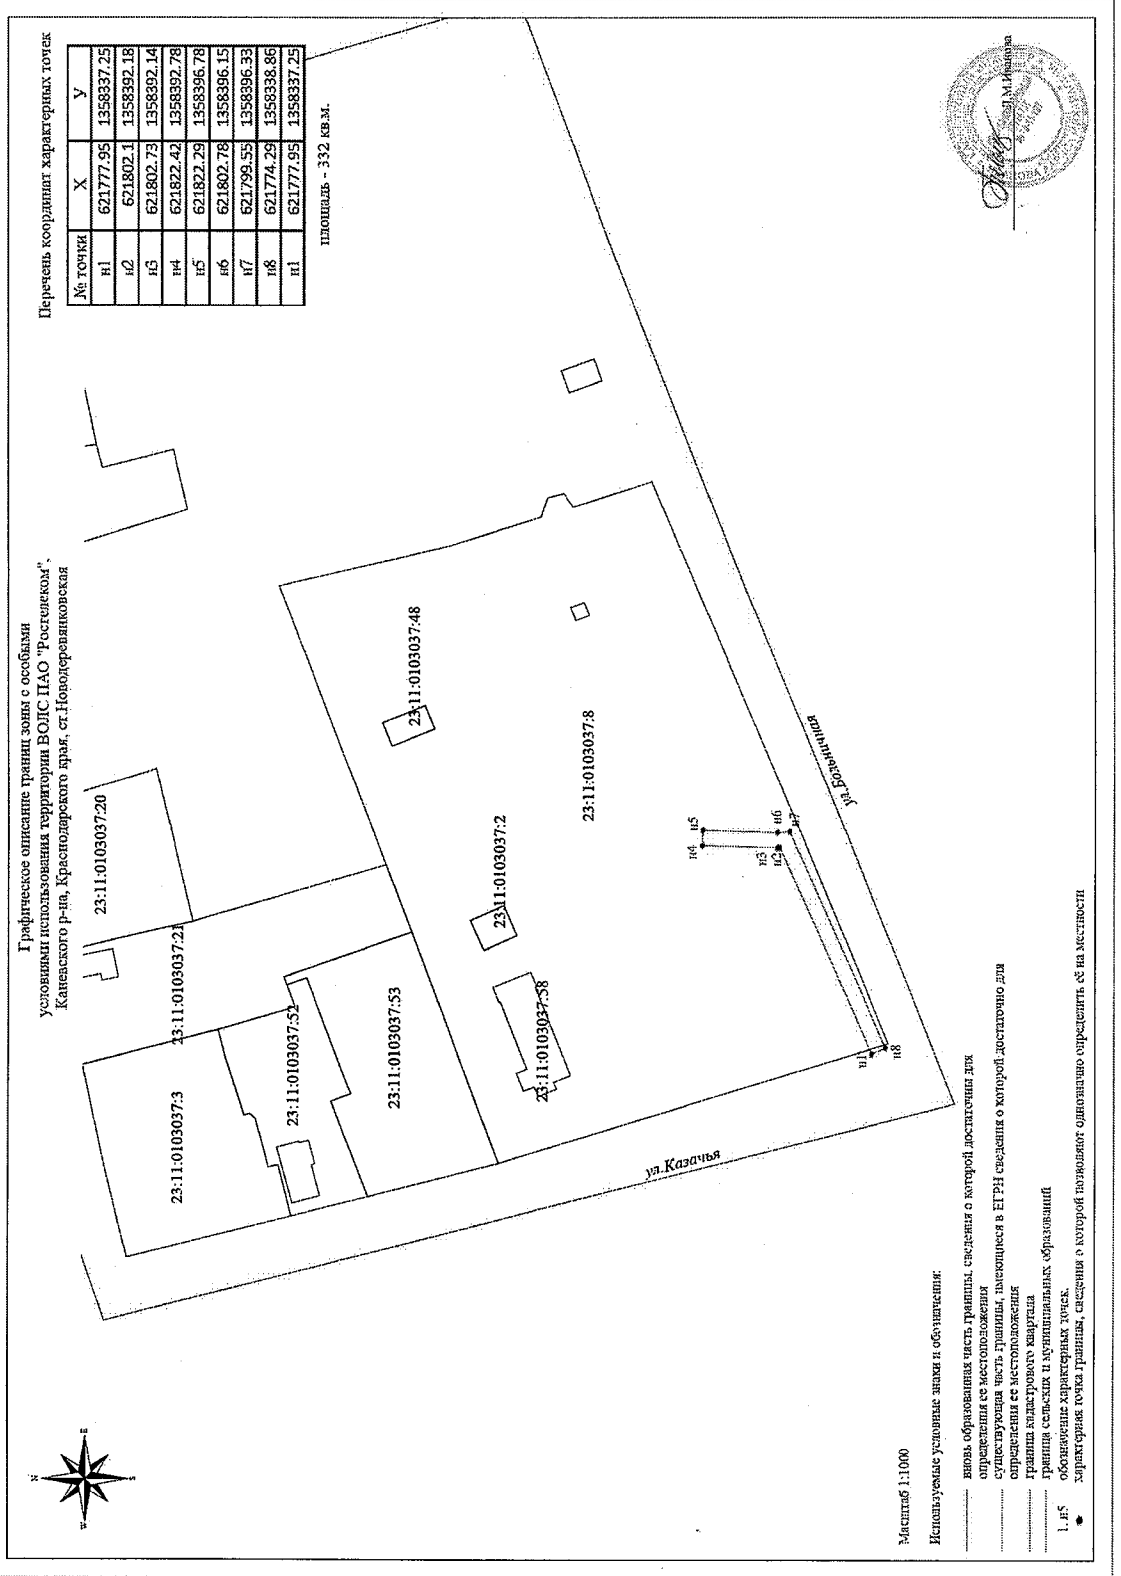 Графическое описание границ зоны с особыми
условиями использования территории ВОЛС ПАО "Ростелеком",
Каневского р-на, Краснодарского края, ст.Новодеревянковская
Перечень координат характерных точек
№ точки X У
н1 621777.95 1358337.25
н2 621802.1 1358392.18
н3 621802.73 1358392.14
н4 621822.42 1358392.78
н5 621822.29 1358396.78
н6 621802.78 1358396.15
н7 621799.55 1358396.33
н8 621774.29 1358338.86
н1 621777.95 1358337.25
площадь - 332 кв.м.
N
W
E
S
23:11:0103037:20
23:11:0103037:21
23:11:0103037:3
23:11:0103037:52
23:11:0103037:53
23:11:0103037:48
23:11:0103037:2
23:11:0103037:58
23:11:0103037:8
н4
н5
н3
н2
н6
н7
н1
н8
ул.Казачья
ул.Больничная
Масштаб 1:1000
Используемые условные знаки и обозначения:
вновь образованная часть границы, сведения о которой достаточны для
определения ее местоположения
существующая часть границы, имеющиеся в ЕГРН сведения о которой достаточно для
определения ее местоположения
граница кадастрового квартала
граница сельских и муниципальных образований
1, н5 обозначение характерных точек.
характерная точка границы, сведения о которой позволяют однозначно определить её на местности
Л.М.Иванова